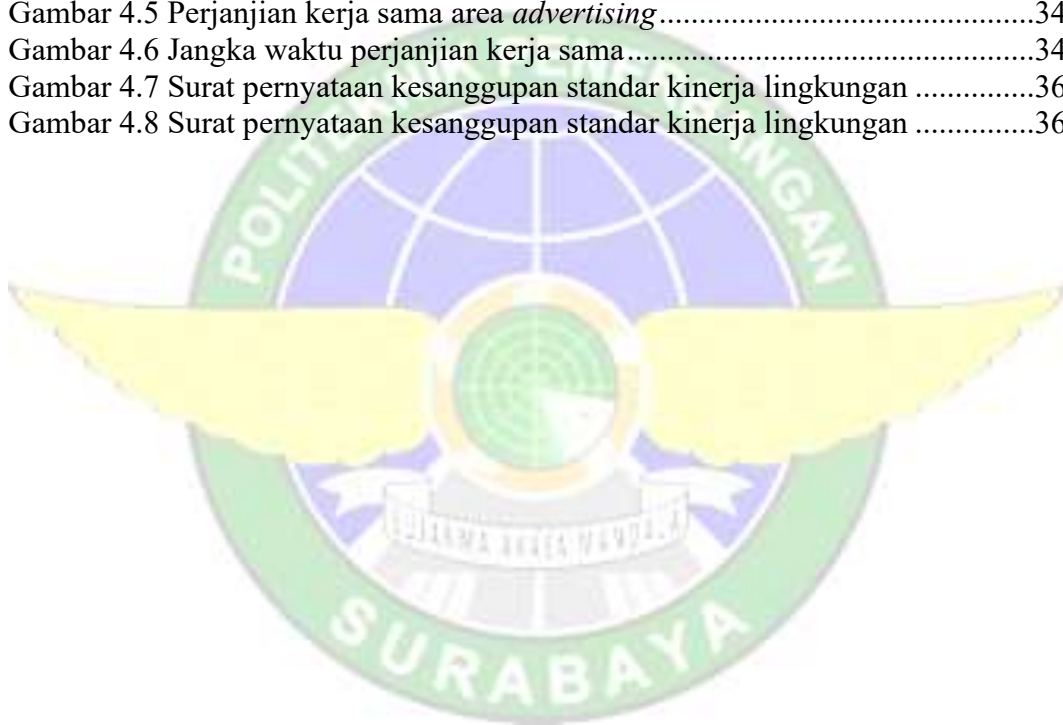 Gambar 4.5 Perjanjian kerja sama area advertising....................................................34
Gambar 4.6 Jangka waktu perjanjian kerja sama....................................................34
Gambar 4.7 Surat pernyataan kesanggupan standar kinerja lingkungan ...............36
Gambar 4.8 Surat pernyataan kesanggupan standar kinerja lingkungan ...............36
SURABAYA